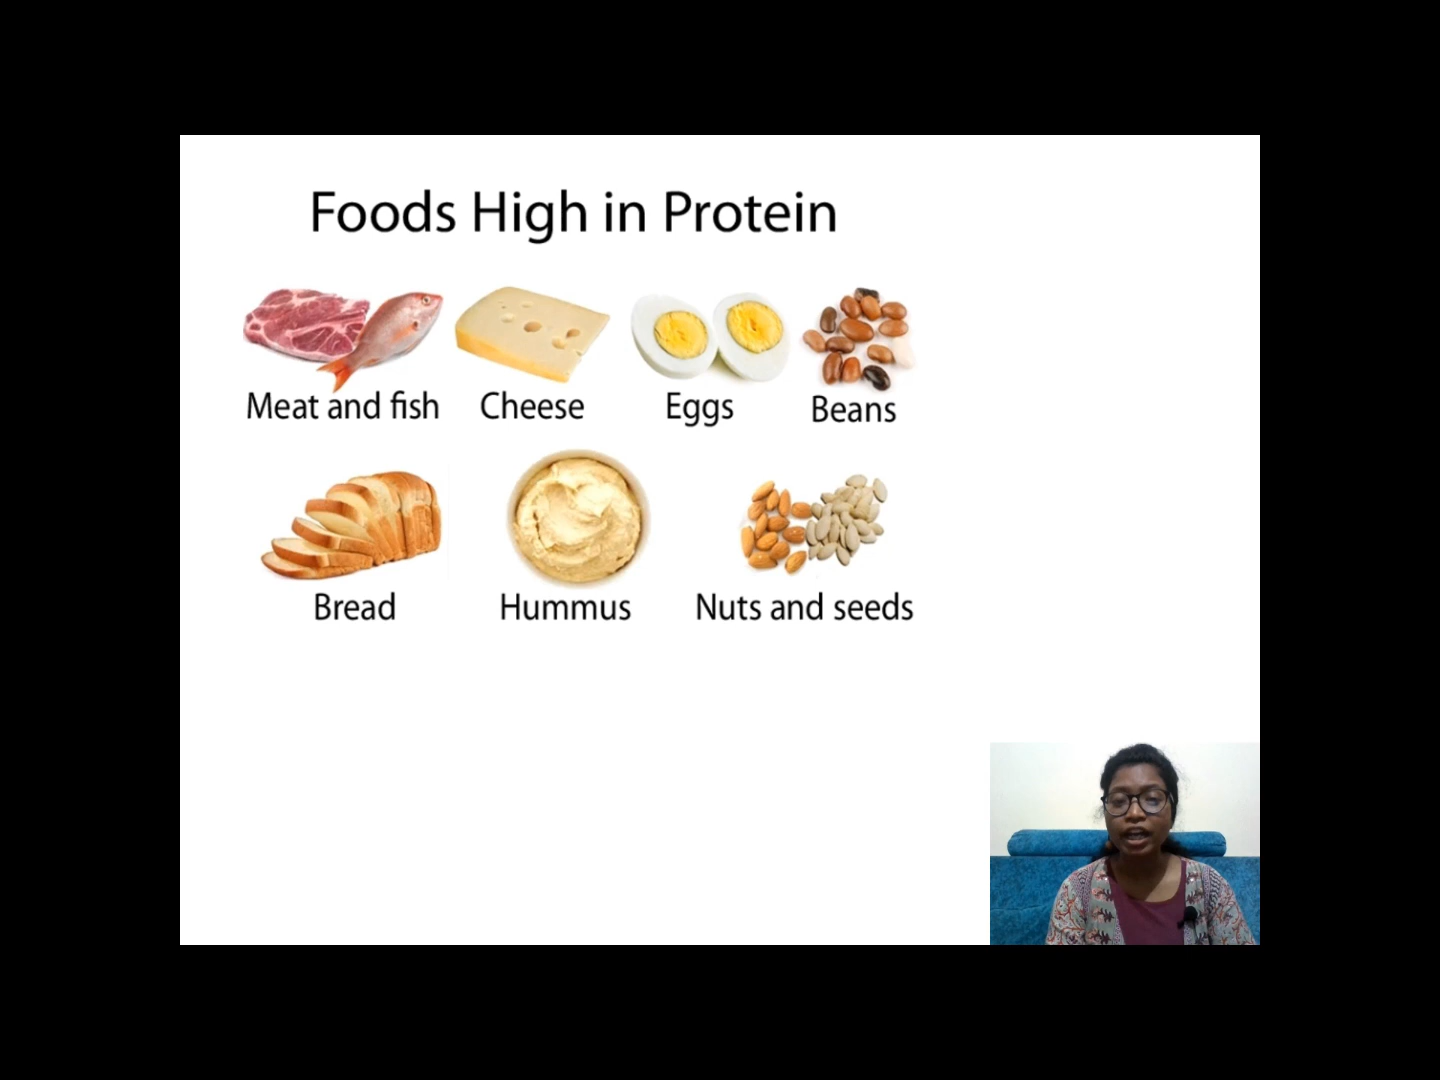 Foods High in Protein
Meat and fish
Cheese
Eggs
Beans
Bread
Hummus
Nuts and seeds